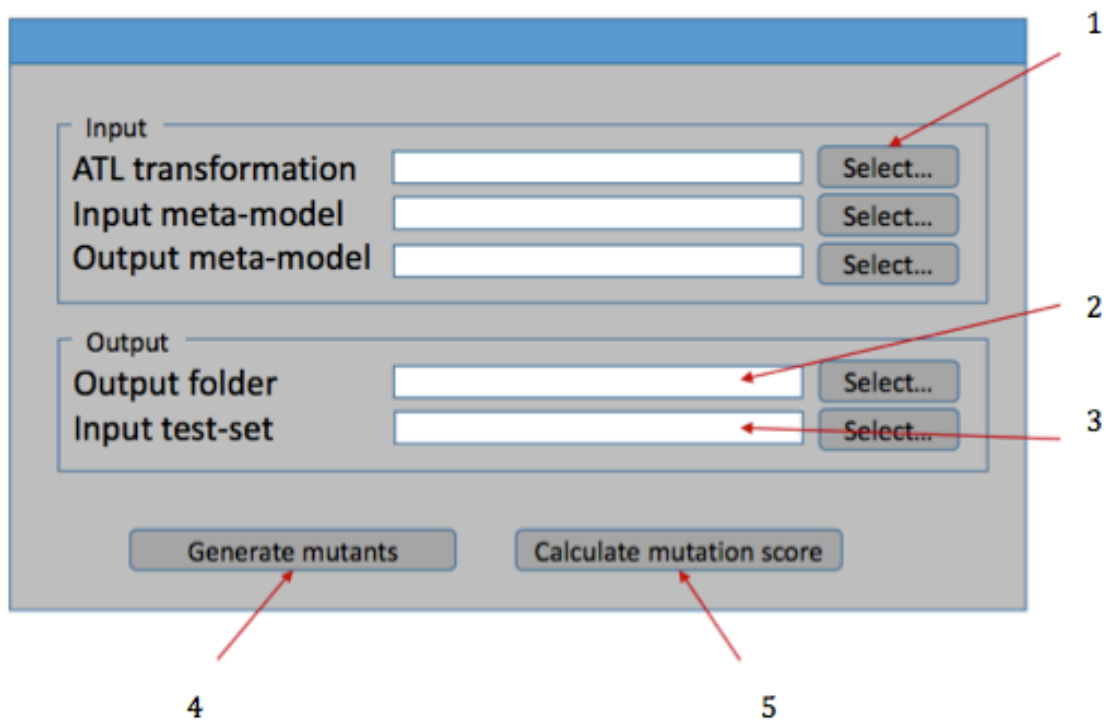 1
Input
ATL transformation Select...
Input meta-model Select...
Output meta-model Select...
2
Output
Output folder Select...
3
Input test-set Select...
Generate mutants Calculate mutation score
4 5